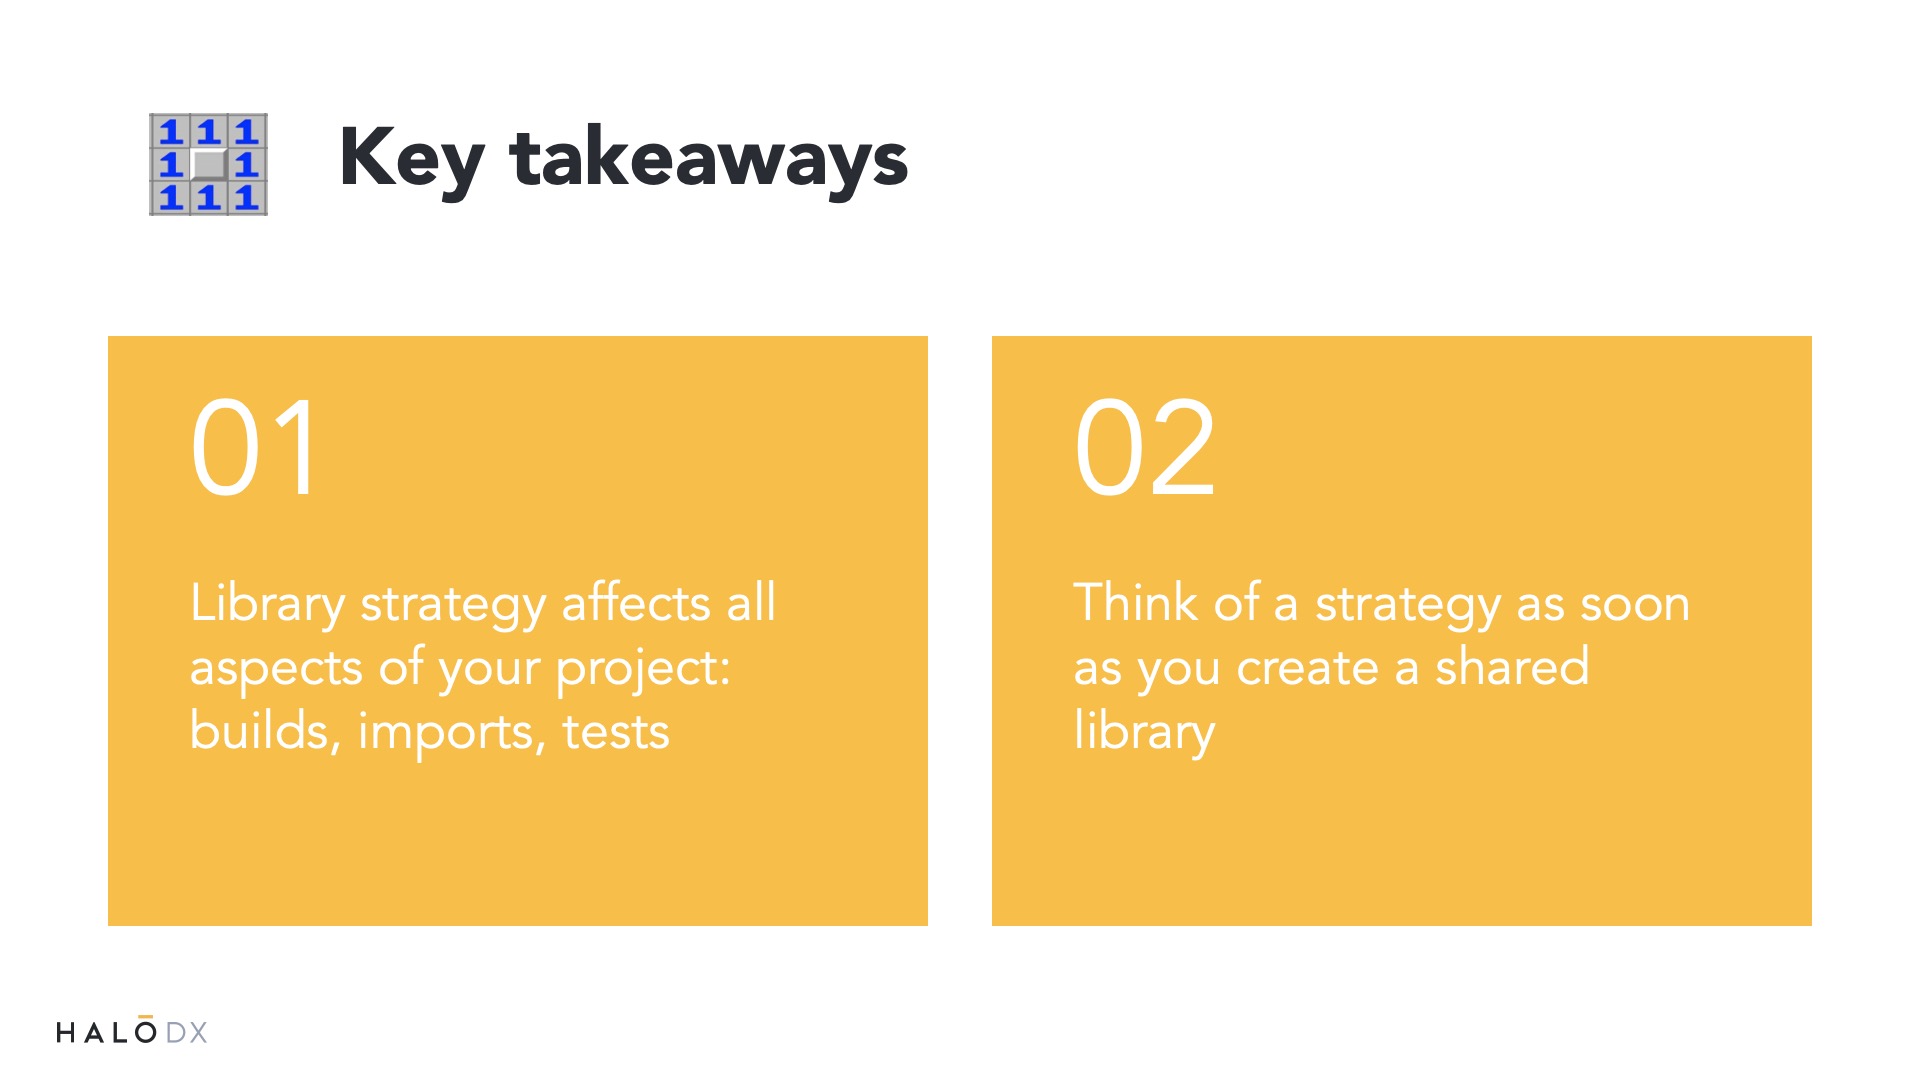 1 1 1
1 1
1 1 1
Key takeaways
01
Library strategy affects all
aspects of your project:
builds, imports, tests
02
Think of a strategy as soon
as you create a shared
library
HALŌ DX